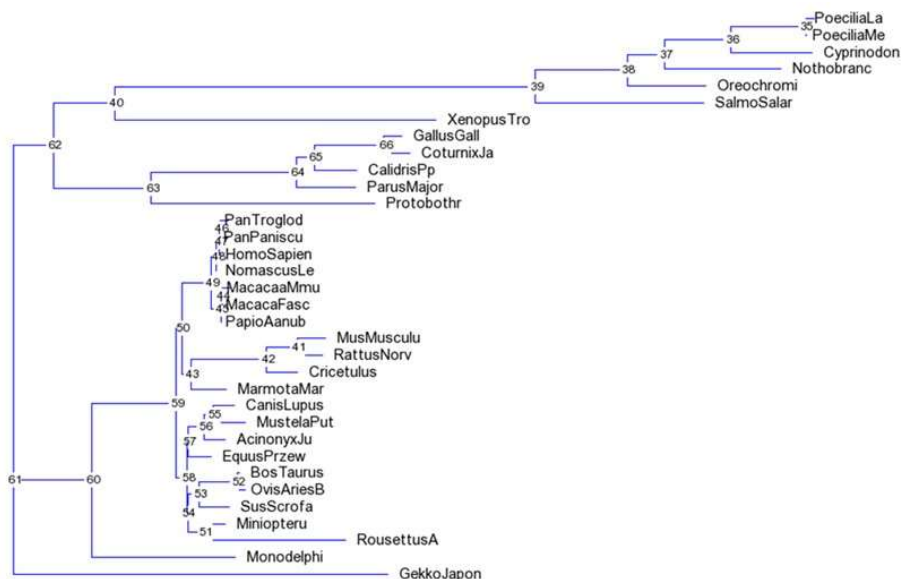 35 PoeciliaLa
PoeciliaMe
36
Cyprinodon
37
38
Nothobranc
39
Oreochromi
40
SalmoSalar
XenopusTro
GallusGall
62
66
65
CoturnixJa
64
CalidrisPp
63
ParusMajor
Protobothr
PanTroglod
46
PanPaniscu
47
48
HomoSapien
NomascusLe
49
MacacaaMmu
44
MacacaFasc
45
PapioAanub
50
MusMusculu
41
RattusNorv
42
43
Cricetulus
MarmotaMar
59
CanisLupus
55
56
MustelaPut
57
AcinonyxJu
EquusPrzew
61
60
58
BosTaurus
52
53
OvisAriesB
SusScrofa
54
Miniopteru
51
RousettusA
Monodelphi
GekkoJapon